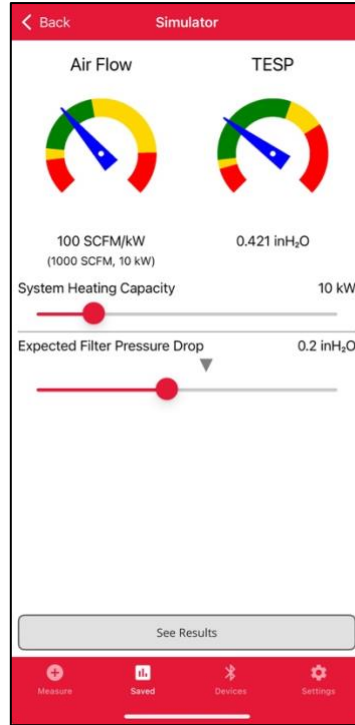 Back
Simulator
Air Flow
TESP
100 SCFM/kW
(1000 SCFM, 10 kW)
0.421 inH₂O
System Heating Capacity
10 kW
Expected Filter Pressure Drop
0.2 inH₂O
See Results
Measure
Saved
Devices
Settings